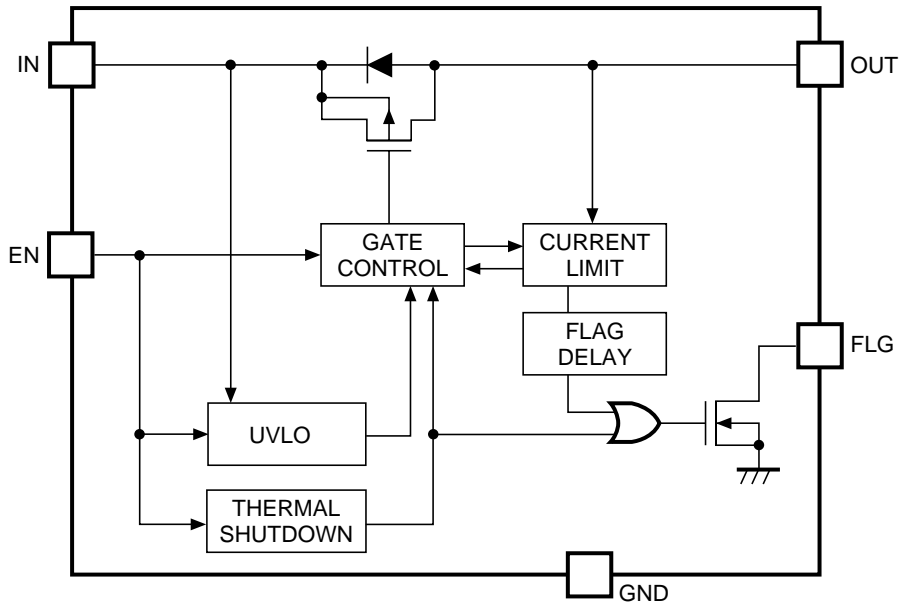 IN
OUT
EN
GATE
CONTROL
CURRENT
LIMIT
FLAG
DELAY
FLG
UVLO
THERMAL
SHUTDOWN
GND